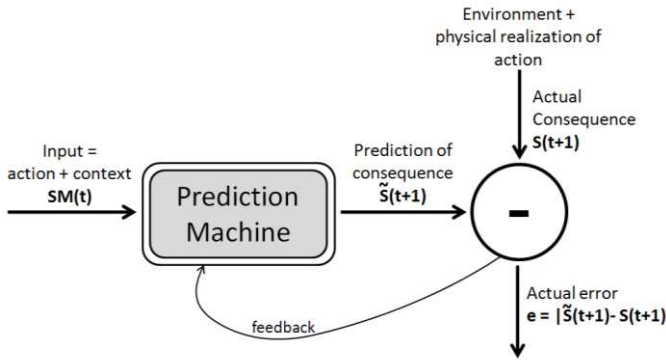 Environment +
physical realization of
action
Actual
Consequence
S(t+1)
Input =
action + context
SM(t)
Prediction
Machine
Prediction of
consequence
S̃(t+1)
-
feedback
Actual error
e = |S̃(t+1)- S(t+1)